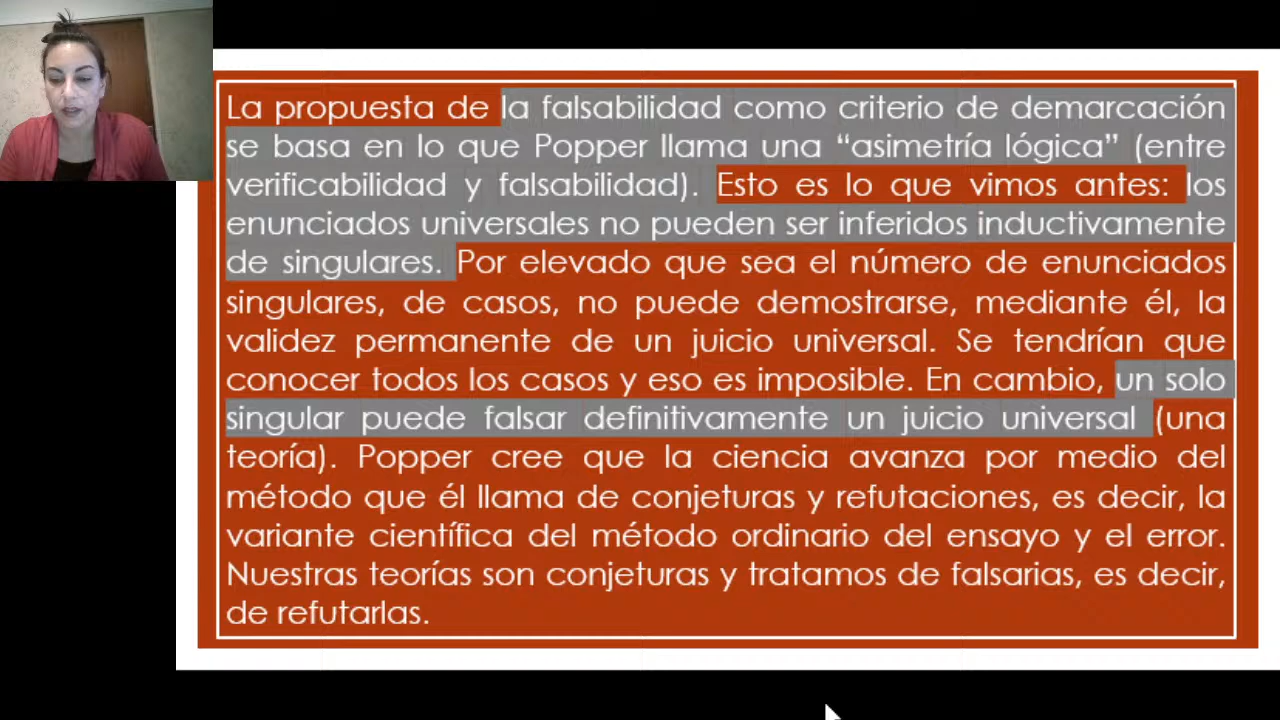 La propuesta de la falsabilidad como criterio de demarcación
se basa en lo que Popper llama una “asimetría lógica” (entre
verificabilidad y falsabilidad). Esto es lo que vimos antes: los
enunciados universales no pueden ser inferidos inductivamente
de singulares. Por elevado que sea el número de enunciados
singulares, de casos, no puede demostrarse, mediante él, la
validez permanente de un juicio universal. Se tendrían que
conocer todos los casos y eso es imposible. En cambio, un solo
singular puede falsar definitivamente un juicio universal (una
teoría). Popper cree que la ciencia avanza por medio del
método que él llama de conjeturas y refutaciones, es decir, la
variante científica del método ordinario del ensayo y el error.
Nuestras teorías son conjeturas y tratamos de falsarias, es decir,
de refutarlas.